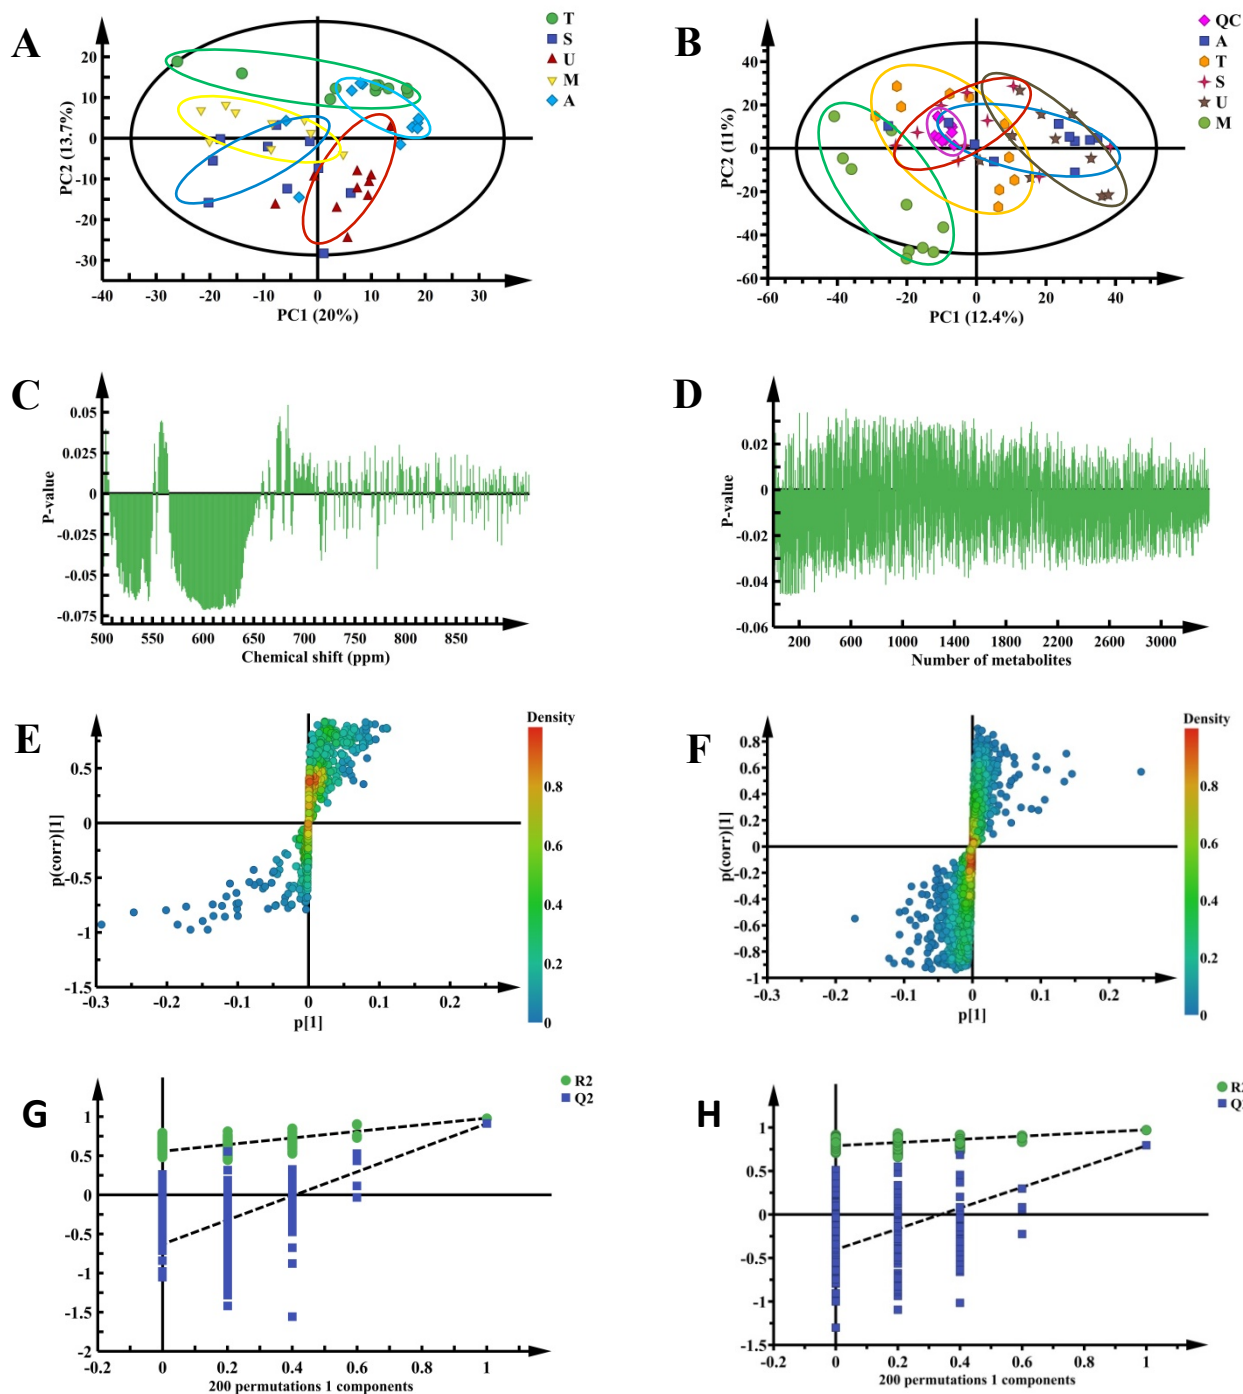 A
T
S
U
M
A
PC2 (13.7%)
20
10
0
-10
-20
-30
-40
-20
-10
0
10
20
30
PC1 (20%)
B
QC
A
T
S
U
M
PC2 (11%)
40
20
0
-20
-40
-60
-60
-40
-20
0
20
40
PC1 (12.4%)
C
P-value
0.05
0.025
0
-0.025
-0.05
-0.075
500
550
600
650
700
750
800
850
Chemical shift (ppm)
D
P-value
0.02
0
-0.02
-0.04
-0.06
200
600
1000
1400
1800
2200
2600
3000
Number of metabolites
E
p(corr)[1]
0.5
0
-0.5
-1
-1.5
-0.3
-0.2
-0.1
0
0.1
0.2
p[1]
Density
0.8
0.6
0.4
0.2
0
F
p(corr)[1]
0.8
0.6
0.4
0.2
0
-0.2
-0.4
-0.6
-0.8
-1
-0.3
-0.2
-0.1
0
0.1
0.2
p[1]
Density
0.8
0.6
0.4
0.2
0
G
R2
Q2
1
0.5
0
-0.5
-1
-1.5
-2
-0.2
0
0.2
0.4
0.6
0.8
1
200 permutations 1 components
H
R
Q
1
0.5
0
-0.5
-1
-1.5
-0.2
0
0.2
0.4
0.6
0.8
1
200 permutations 1 components